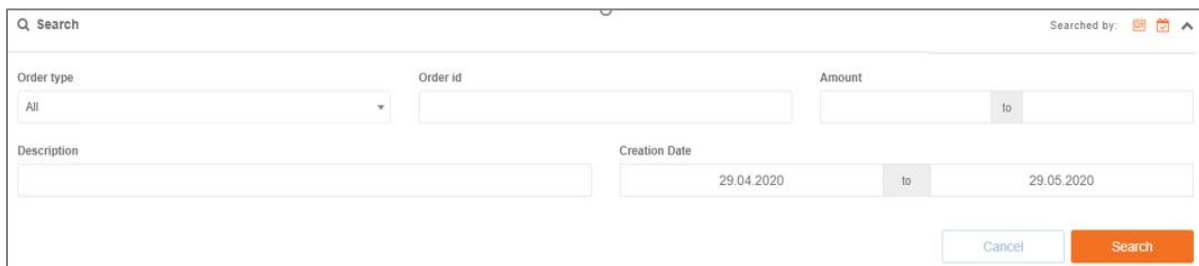 Search Searched by:
Order type Order id Amount
All to
Description Creation Date
29.04.2020 to 29.05.2020
Cancel Search